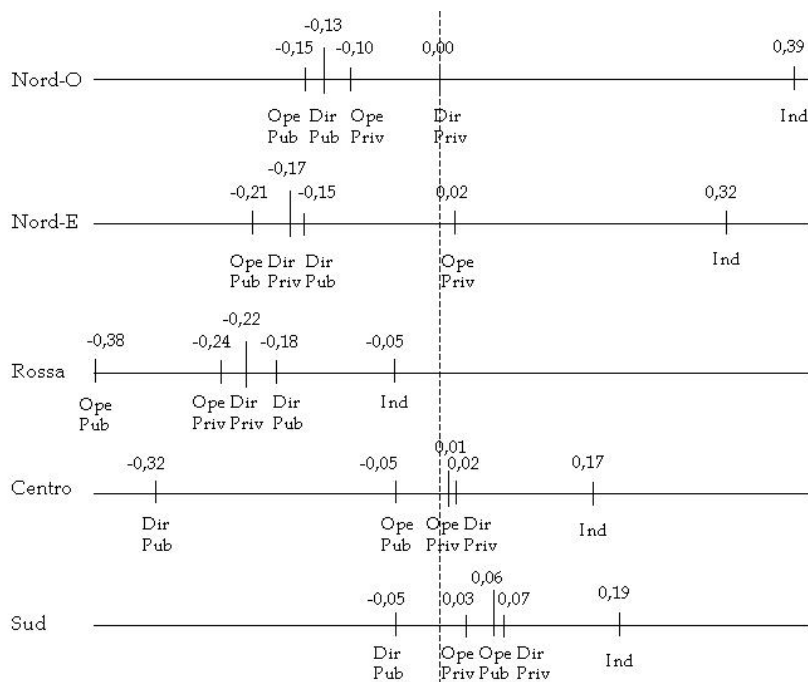 -0,13
-0,15 -0,10 0,00 0,39
Nord-O
Ope Dir Ope Dir Ind
Pub Pub Priv Priv
-0,17
-0,21 -0,15 0,02 0,32
Nord-E
Ope Dir Dir Ope Ind
Pub Priv Pub Priv
-0,22
-0,38 -0,24 -0,18 -0,05
Rossa
Ope Ope Dir Dir Ind
Pub Priv Priv Pub
0,01
-0,32 -0,05 0,02 0,17
Centro
Dir Ope Ope Dir Ind
Pub Pub Priv Priv
0,06
-0,05 0,03 0,07 0,19
Sud
Dir Ope Ope Dir Ind
Pub Priv Pub Priv